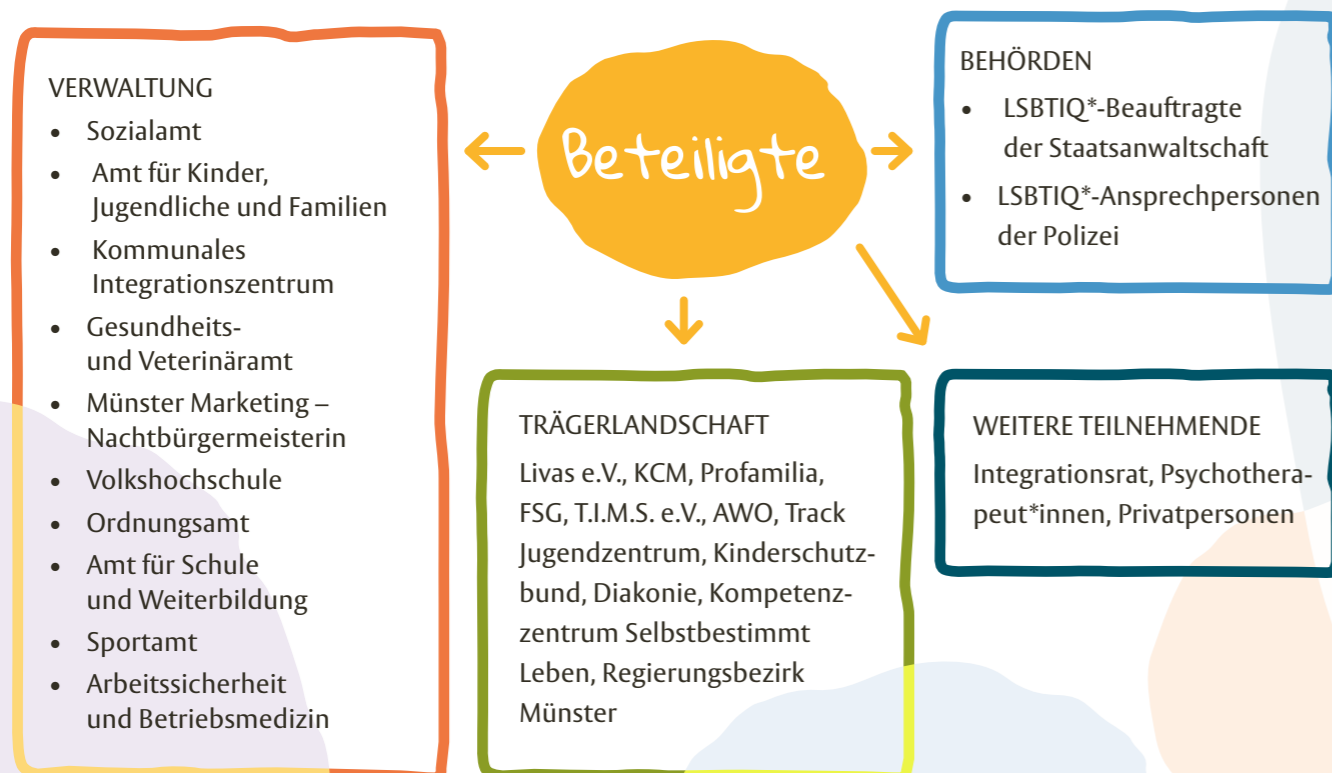 Beteiligte
VERWALTUNG
• Sozialamt
• Amt für Kinder,
Jugendliche und Familien
• Kommunales
Integrationszentrum
• Gesundheits-
und Veterinäramt
• Münster Marketing –
Nachtbürgermeisterin
• Volkshochschule
• Ordnungsamt
• Amt für Schule
und Weiterbildung
• Sportamt
• Arbeitssicherheit
und Betriebsmedizin
BEHÖRDEN
• LSBTIQ*-Beauftragte
der Staatsanwaltschaft
• LSBTIQ*-Ansprechpersonen
der Polizei
TRÄGERLANDSCHAFT
Livas e.V., KCM, Profamilia,
FSG, T.I.M.S. e.V., AWO, Track
Jugendzentrum, Kinderschutz-
bund, Diakonie, Kompetenz-
zentrum Selbstbestimmt
Leben, Regierungsbezirk
Münster
WEITERE TEILNEHMENDE
Integrationsrat, Psychothera-
peut*innen, Privatpersonen